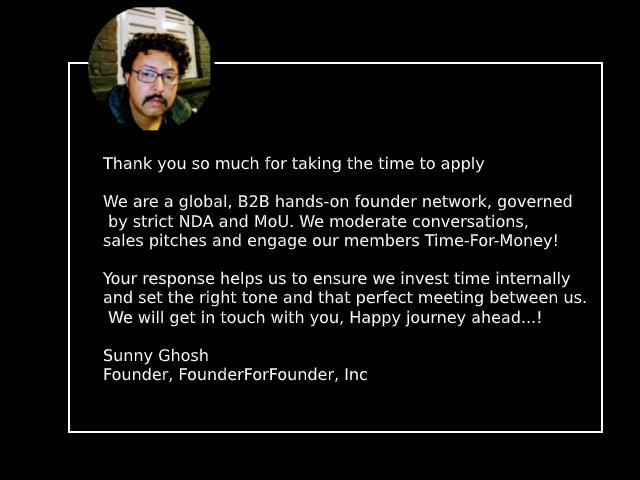 Thank you so much for taking the time to apply
We are a global, B2B hands-on founder network, governed
by strict NDA and MoU. We moderate conversations,
sales pitches and engage our members Time-For-Money!
Your response helps us to ensure we invest time internally
and set the right tone and that perfect meeting between us.
We will get in touch with you, Happy journey ahead...!
Sunny Ghosh
Founder, FounderForFounder, Inc